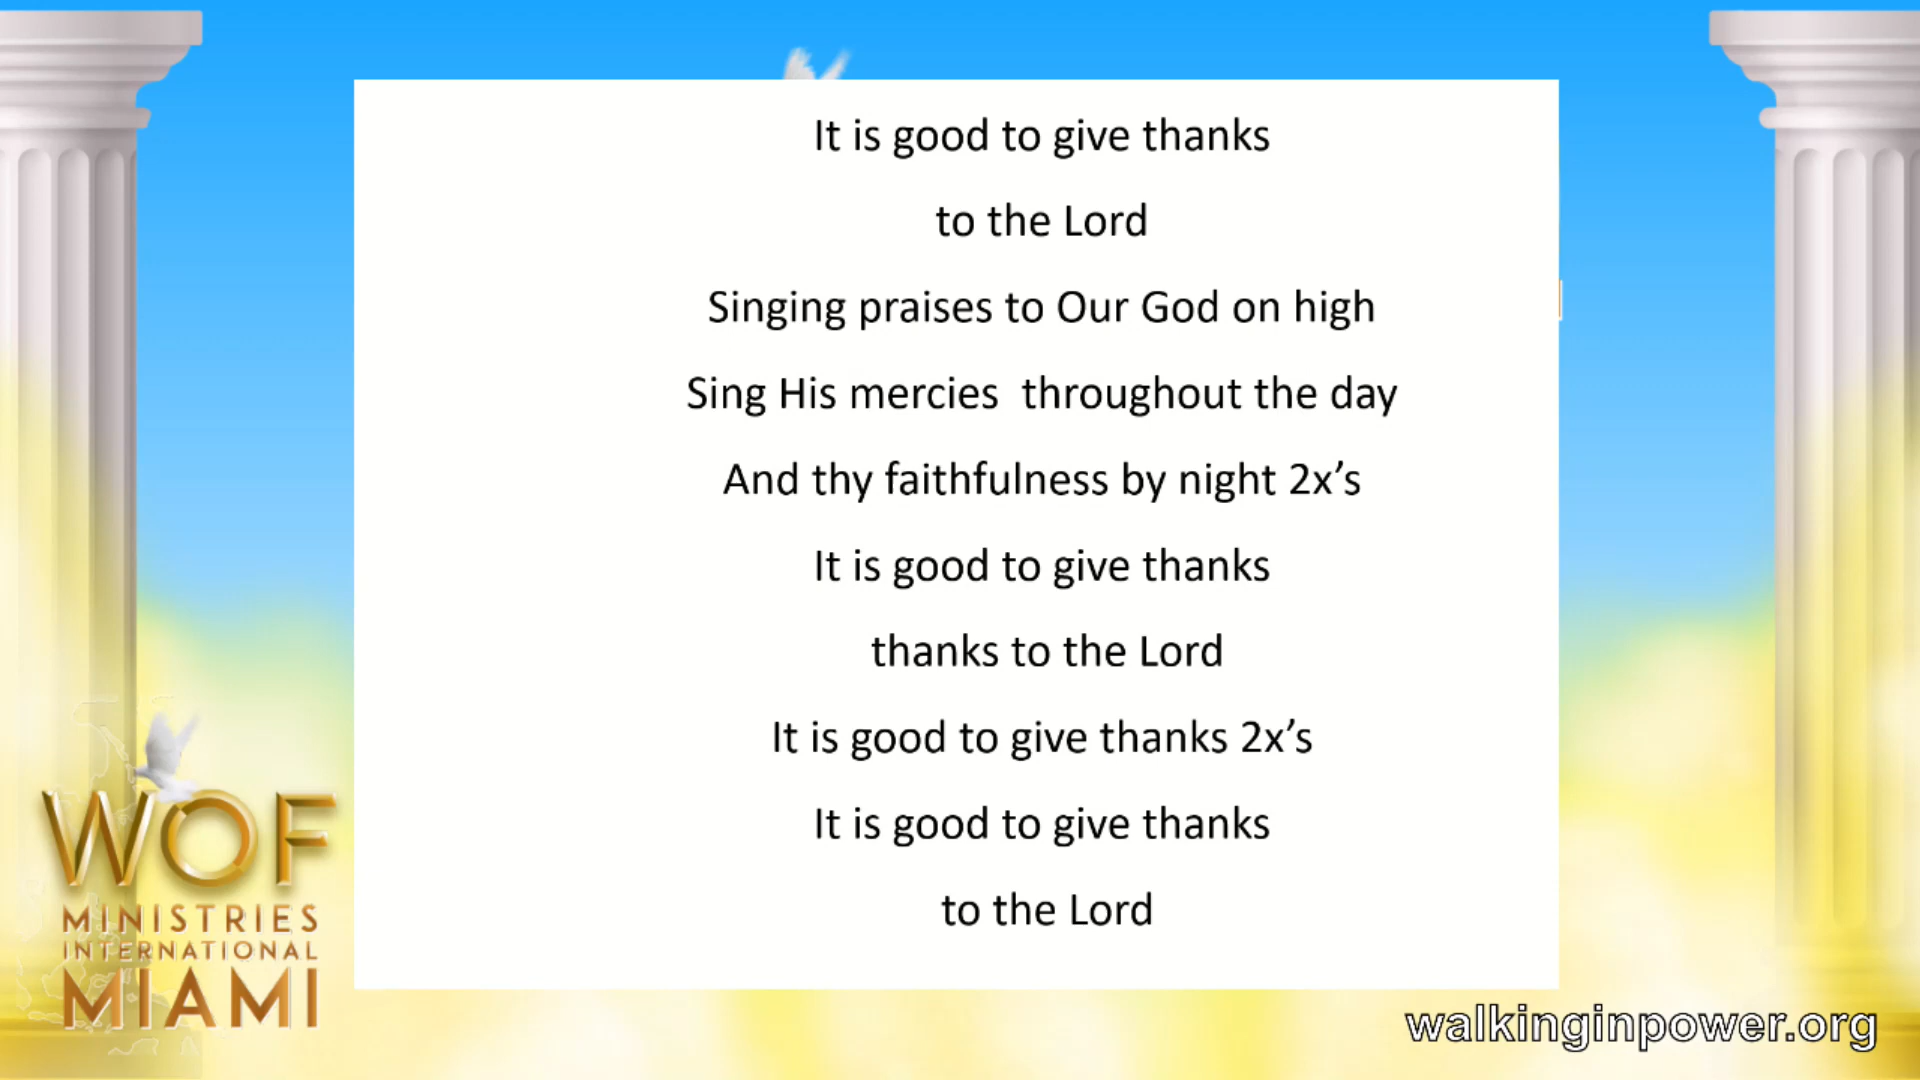 It is good to give thanks
to the Lord
Singing praises to Our God on high
Sing His mercies  throughout the day
And thy faithfulness by night 2x’s
It is good to give thanks
thanks to the Lord
It is good to give thanks 2x’s
It is good to give thanks
to the Lord
WOF
MINISTRIES
INTERNATIONAL
MIAMI
walkinginpower.org